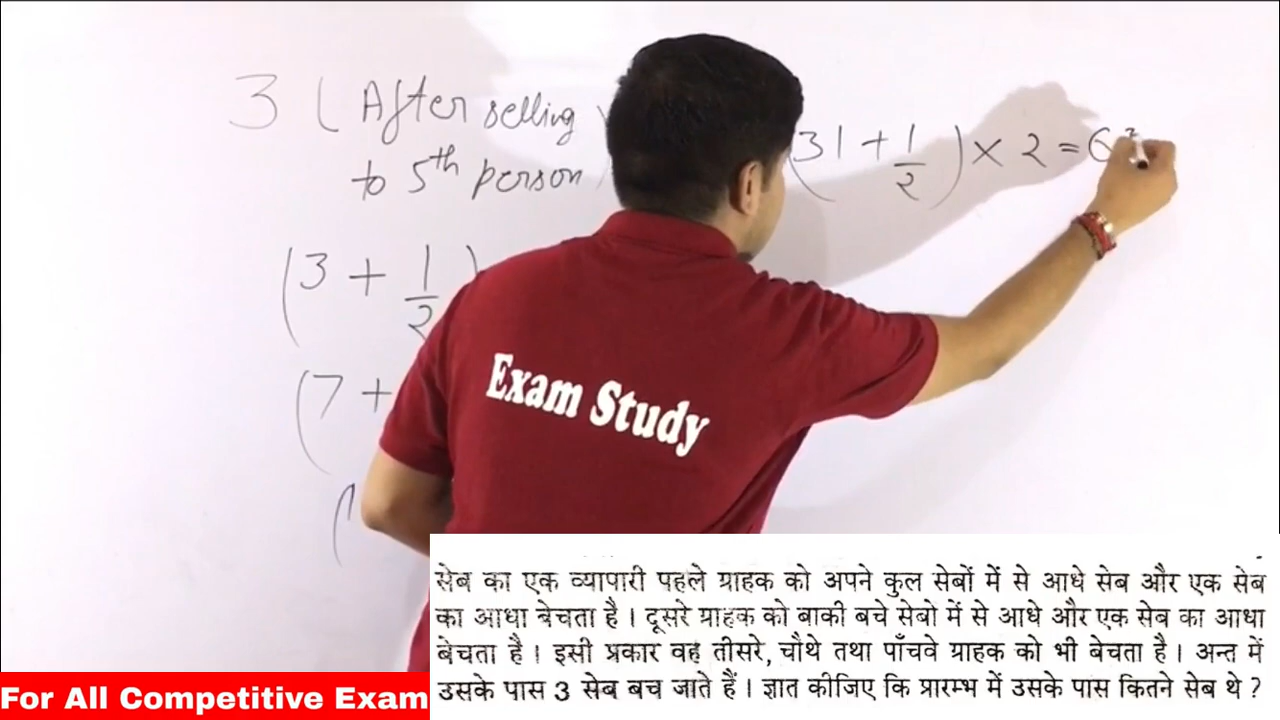 3 ( After selling
to 5th person )
(3 + 1/2)
(7 +
(
(31 + 1/2) × 2 = 6
Exam Study
सेब का एक व्यापारी पहले ग्राहक को अपने कुल सेबों में से आधे सेब और एक सेब
का आधा बेचता है । दूसरे ग्राहक को बाकी बचे सेबो में से आधे और एक सेब का आधा
बेचता है । इसी प्रकार वह तीसरे, चौथे तथा पाँचवे ग्राहक को भी बेचता है । अन्त में
उसके पास 3 सेब बच जाते हैं । ज्ञात कीजिए कि प्रारम्भ में उसके पास कितने सेब थे ?
For All Competitive Exam